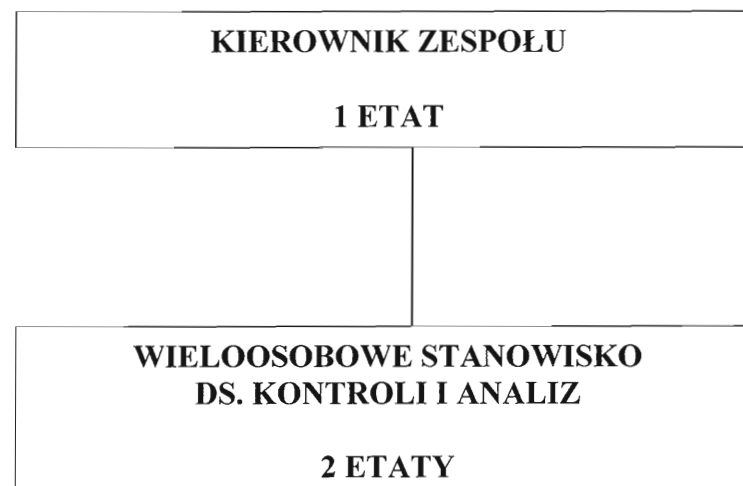 KIEROWNIK ZESPOŁU
1 ETAT
WIELOOSOBOWE STANOWISKO
DS. KONTROLI I ANALIZ
2 ETATY